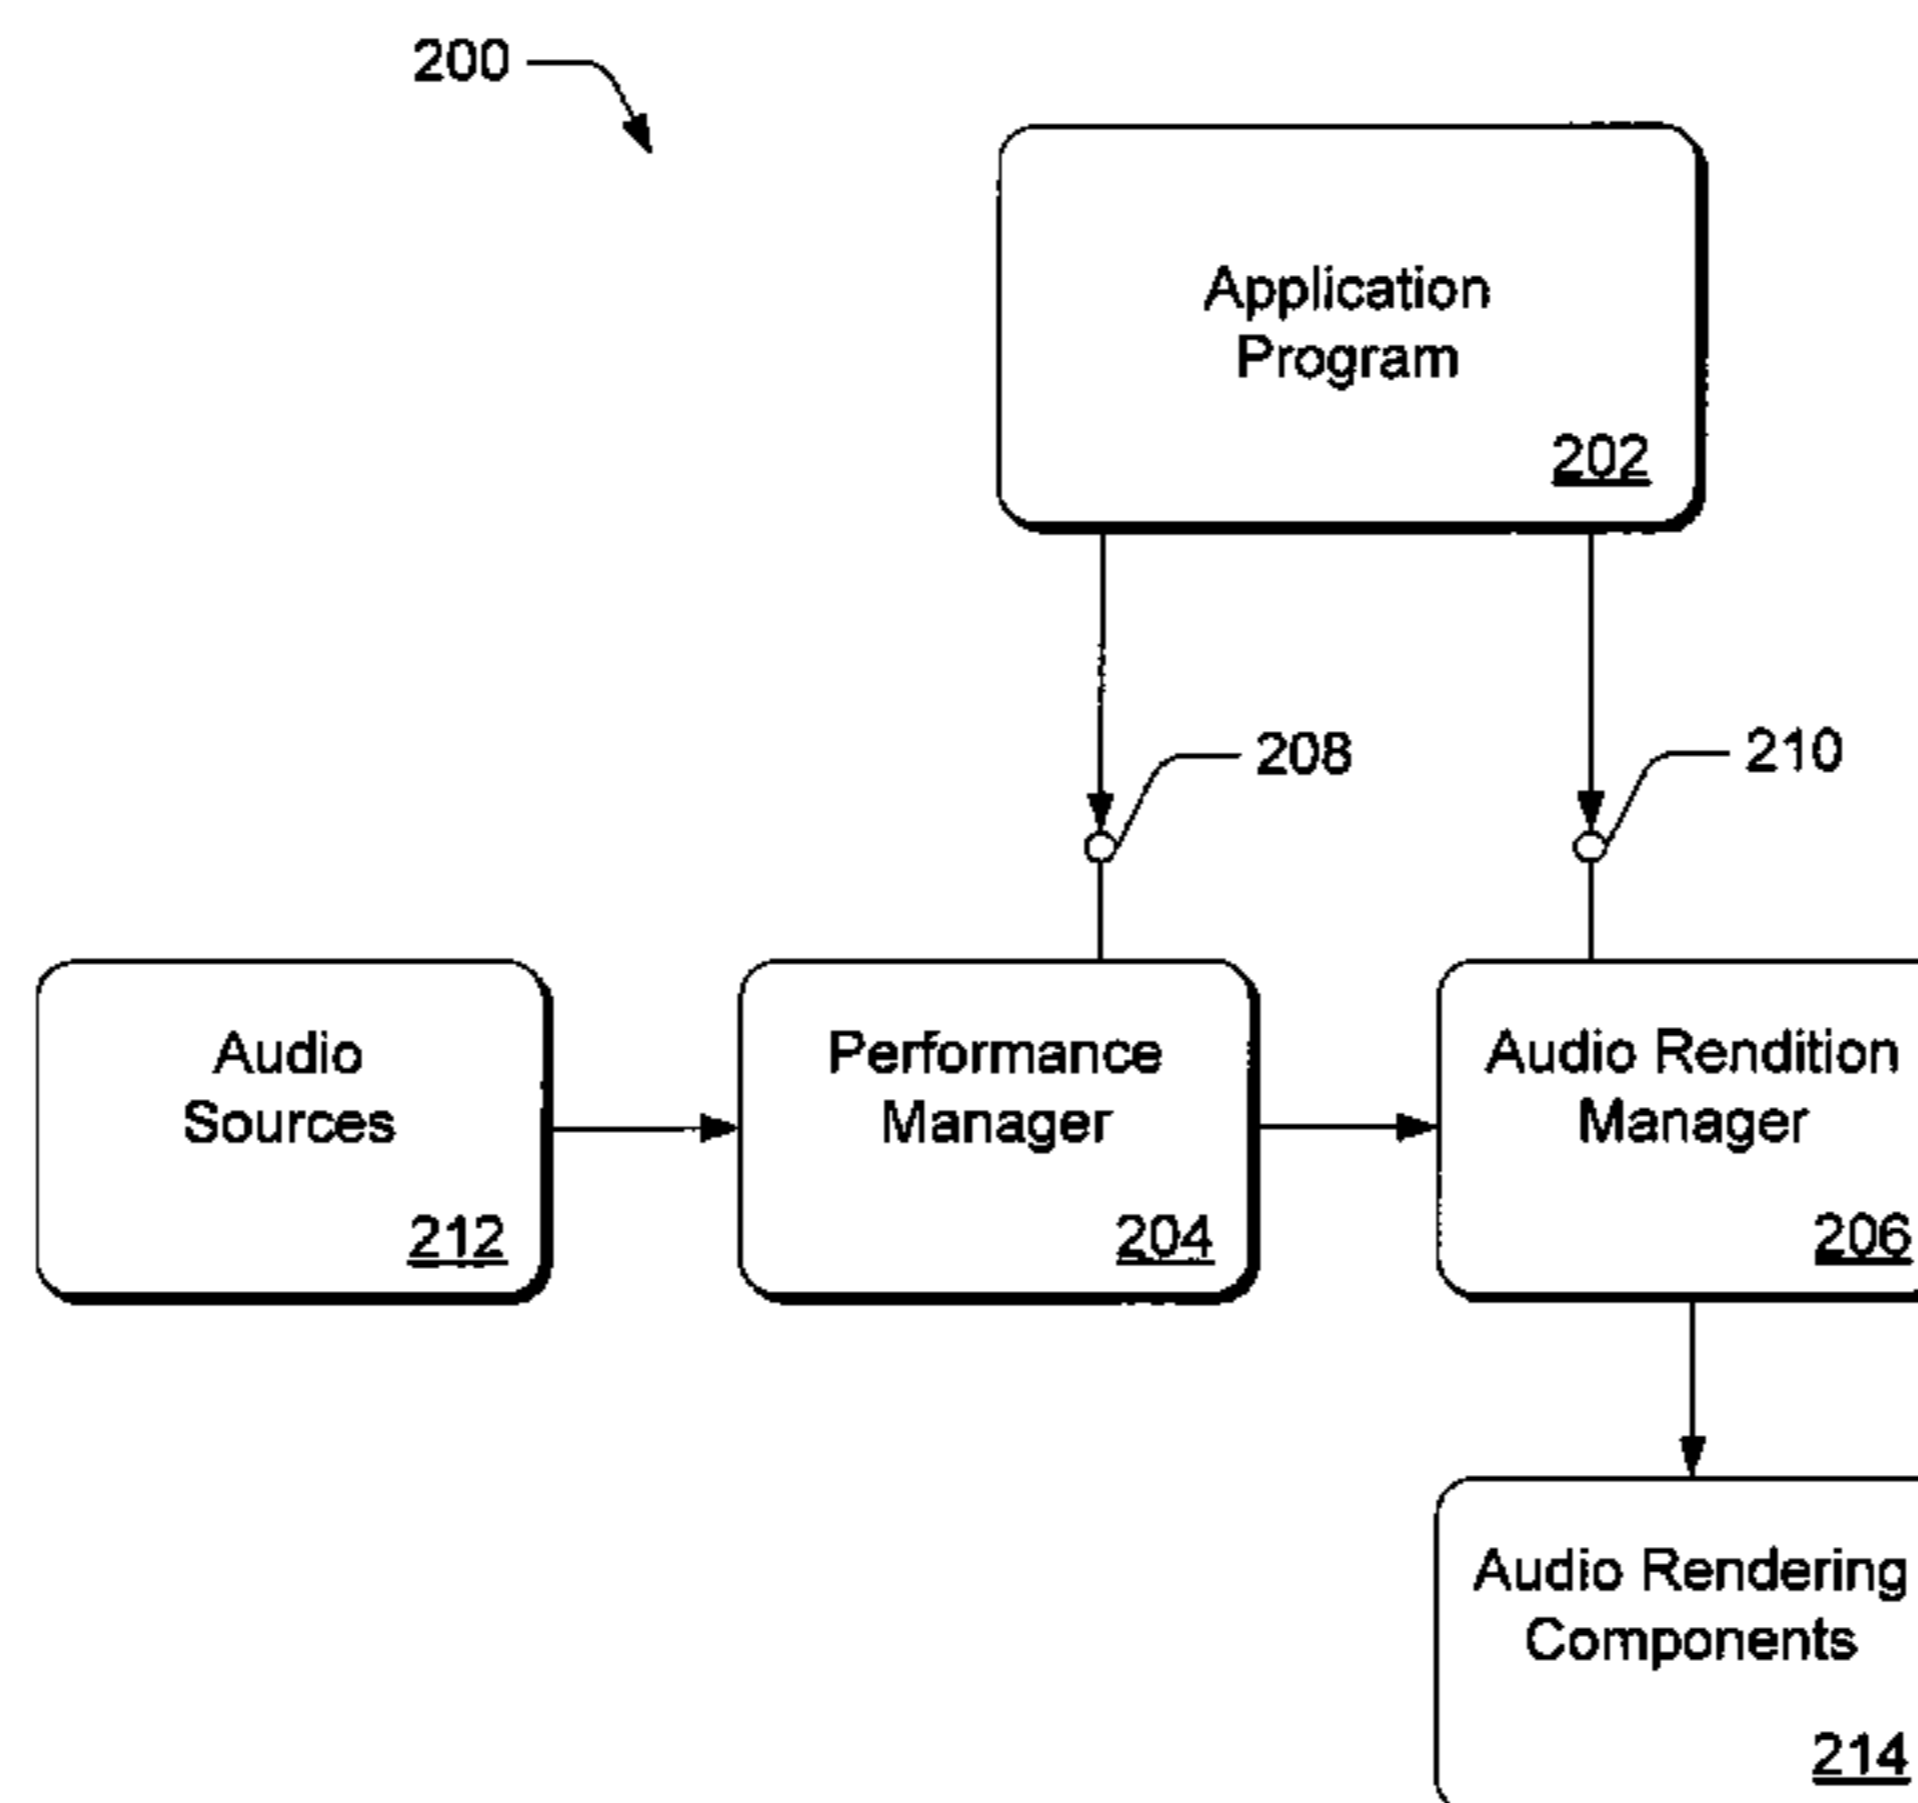 200
Application
Program
202
208
210
Audio
Sources
212
Performance
Manager
204
Audio Rendition
Manager
206
Audio Rendering
Components
214